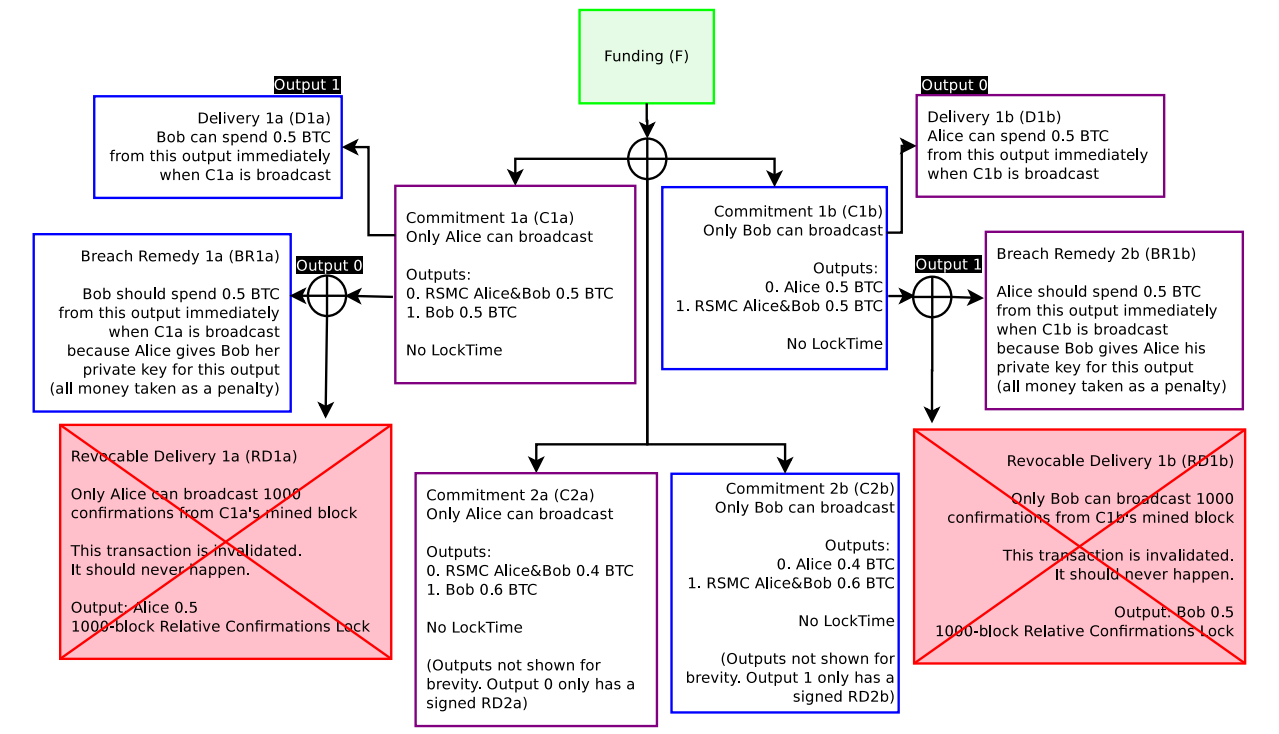 Funding (F)
Output 1
Delivery 1a (D1a)
Bob can spend 0.5 BTC
from this output immediately
when C1a is broadcast
Output 0
Delivery 1b (D1b)
Alice can spend 0.5 BTC
from this output immediately
when C1b is broadcast
Commitment 1a (C1a)
Only Alice can broadcast
Outputs:
0. RSMC Alice&Bob 0.5 BTC
1. Bob 0.5 BTC
No LockTime
Commitment 1b (C1b)
Only Bob can broadcast
Outputs:
0. Alice 0.5 BTC
1. RSMC Alice&Bob 0.5 BTC
No LockTime
Output 0
Breach Remedy 1a (BR1a)
Bob should spend 0.5 BTC
from this output immediately
when C1a is broadcast
because Alice gives Bob her
private key for this output
(all money taken as a penalty)
Output 1
Breach Remedy 2b (BR1b)
Alice should spend 0.5 BTC
from this output immediately
when C1b is broadcast
because Bob gives Alice his
private key for this output
(all money taken as a penalty)
Revocable Delivery 1a (RD1a)
Only Alice can broadcast 1000
confirmations from C1a's mined block
This transaction is invalidated.
It should never happen.
Output: Alice 0.5
1000-block Relative Confirmations Lock
Commitment 2a (C2a)
Only Alice can broadcast
Outputs:
0. RSMC Alice&Bob 0.4 BTC
1. Bob 0.6 BTC
No LockTime
(Outputs not shown for
brevity. Output 0 only has a
signed RD2a)
Commitment 2b (C2b)
Only Bob can broadcast
Outputs:
0. Alice 0.4 BTC
1. RSMC Alice&Bob 0.6 BTC
No LockTime
(Outputs not shown for
brevity. Output 1 only has a
signed RD2b)
Revocable Delivery 1b (RD1b)
Only Bob can broadcast 1000
confirmations from C1b's mined block
This transaction is invalidated.
It should never happen.
Output: Bob 0.5
1000-block Relative Confirmations Lock